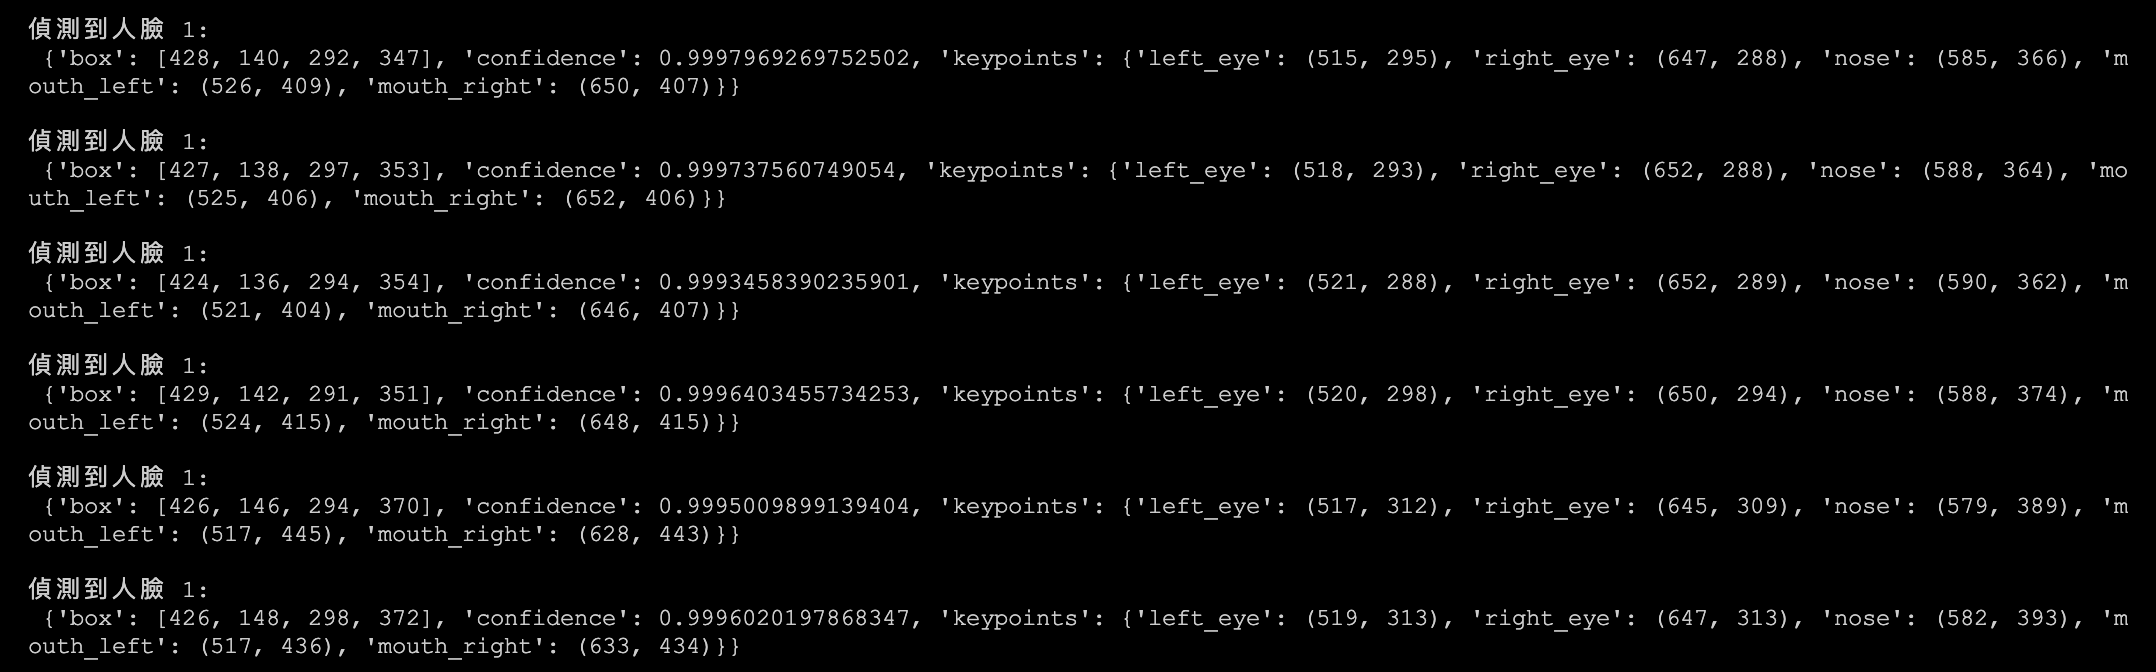 偵測到人臉 1:
 {'box': [428, 140, 292, 347], 'confidence': 0.9997969269752502, 'keypoints': {'left_eye': (515, 295), 'right_eye': (647, 288), 'nose': (585, 366), 'm
outh_left': (526, 409), 'mouth_right': (650, 407)}}
偵測到人臉 1:
 {'box': [427, 138, 297, 353], 'confidence': 0.999737560749054, 'keypoints': {'left_eye': (518, 293), 'right_eye': (652, 288), 'nose': (588, 364), 'mo
uth_left': (525, 406), 'mouth_right': (652, 406)}}
偵測到人臉 1:
 {'box': [424, 136, 294, 354], 'confidence': 0.9993458390235901, 'keypoints': {'left_eye': (521, 288), 'right_eye': (652, 289), 'nose': (590, 362), 'm
outh_left': (521, 404), 'mouth_right': (646, 407)}}
偵測到人臉 1:
 {'box': [429, 142, 291, 351], 'confidence': 0.9996403455734253, 'keypoints': {'left_eye': (520, 298), 'right_eye': (650, 294), 'nose': (588, 374), 'm
outh_left': (524, 415), 'mouth_right': (648, 415)}}
偵測到人臉 1:
 {'box': [426, 146, 294, 370], 'confidence': 0.9995009899139404, 'keypoints': {'left_eye': (517, 312), 'right_eye': (645, 309), 'nose': (579, 389), 'm
outh_left': (517, 445), 'mouth_right': (628, 443)}}
偵測到人臉 1:
 {'box': [426, 148, 298, 372], 'confidence': 0.9996020197868347, 'keypoints': {'left_eye': (519, 313), 'right_eye': (647, 313), 'nose': (582, 393), 'm
outh_left': (517, 436), 'mouth_right': (633, 434)}}